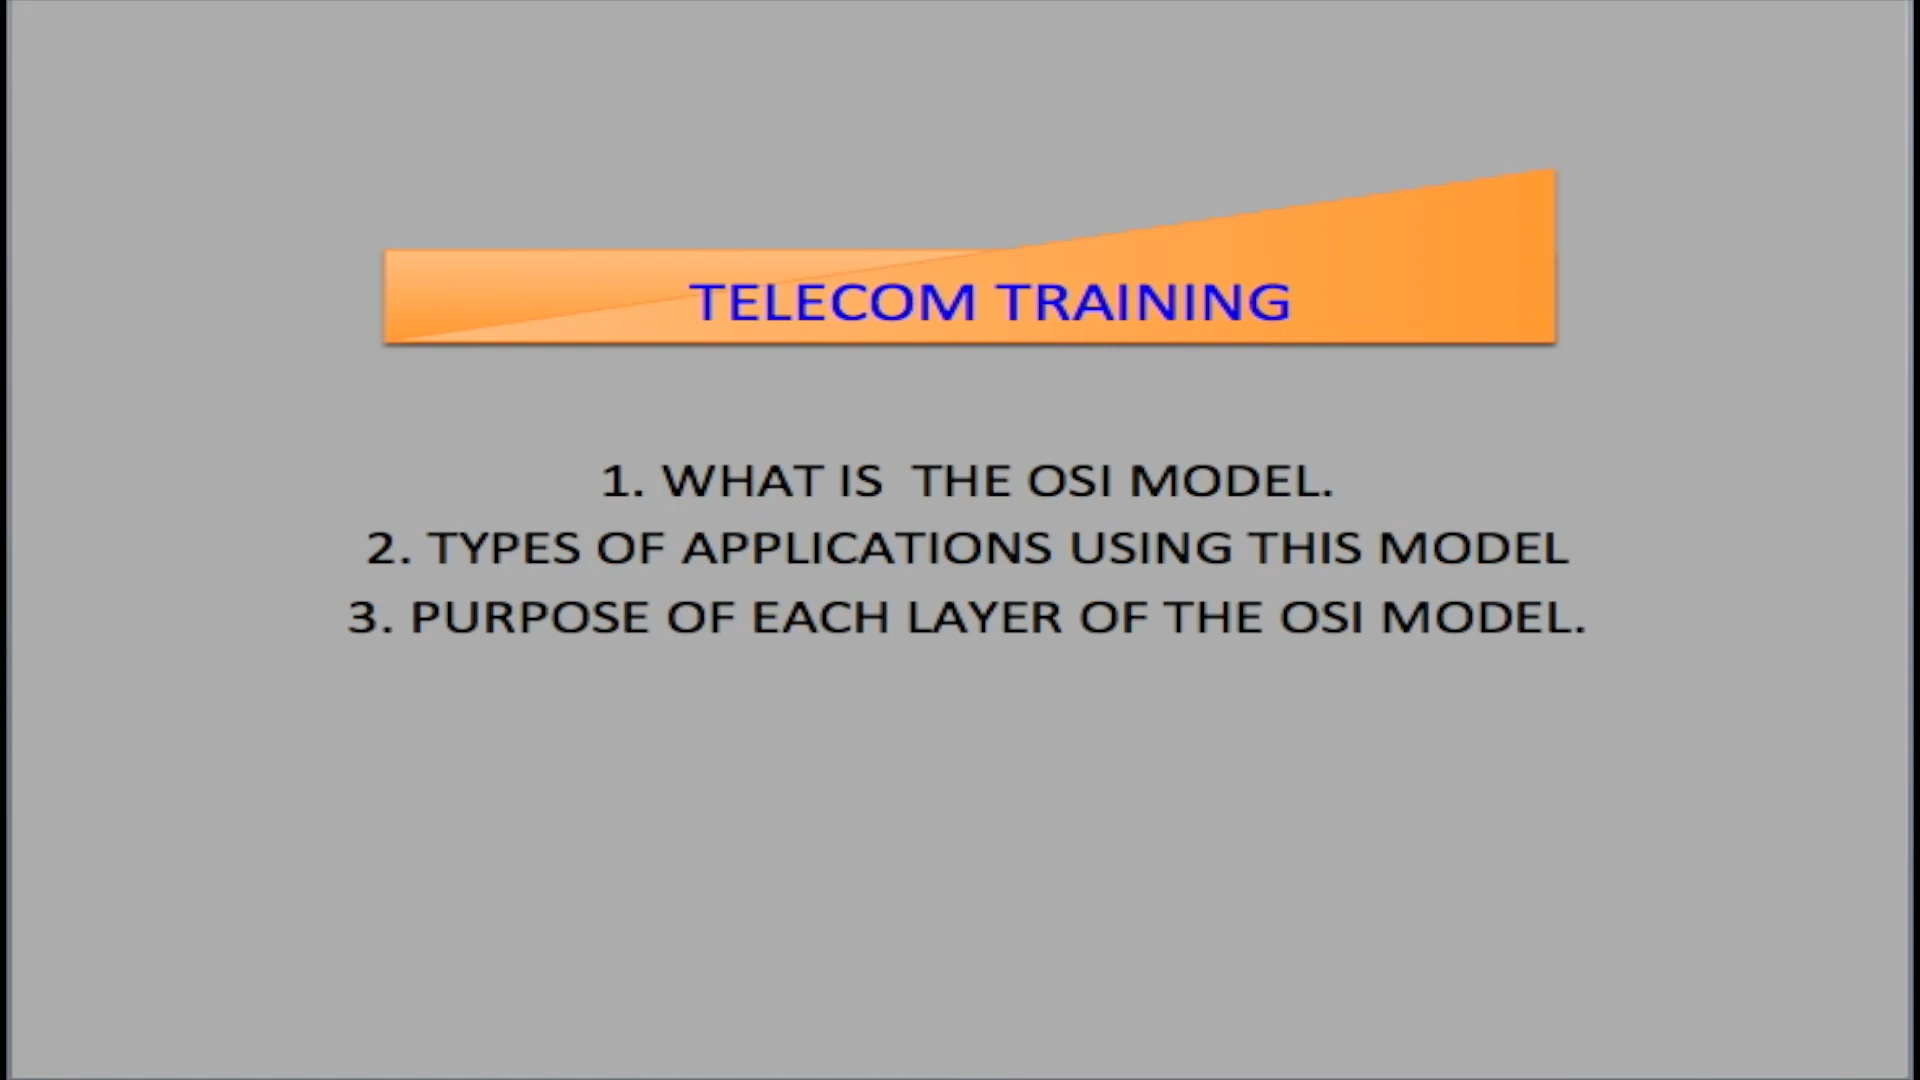 TELECOM TRAINING
1. WHAT IS  THE OSI MODEL.
2. TYPES OF APPLICATIONS USING THIS MODEL
3. PURPOSE OF EACH LAYER OF THE OSI MODEL.